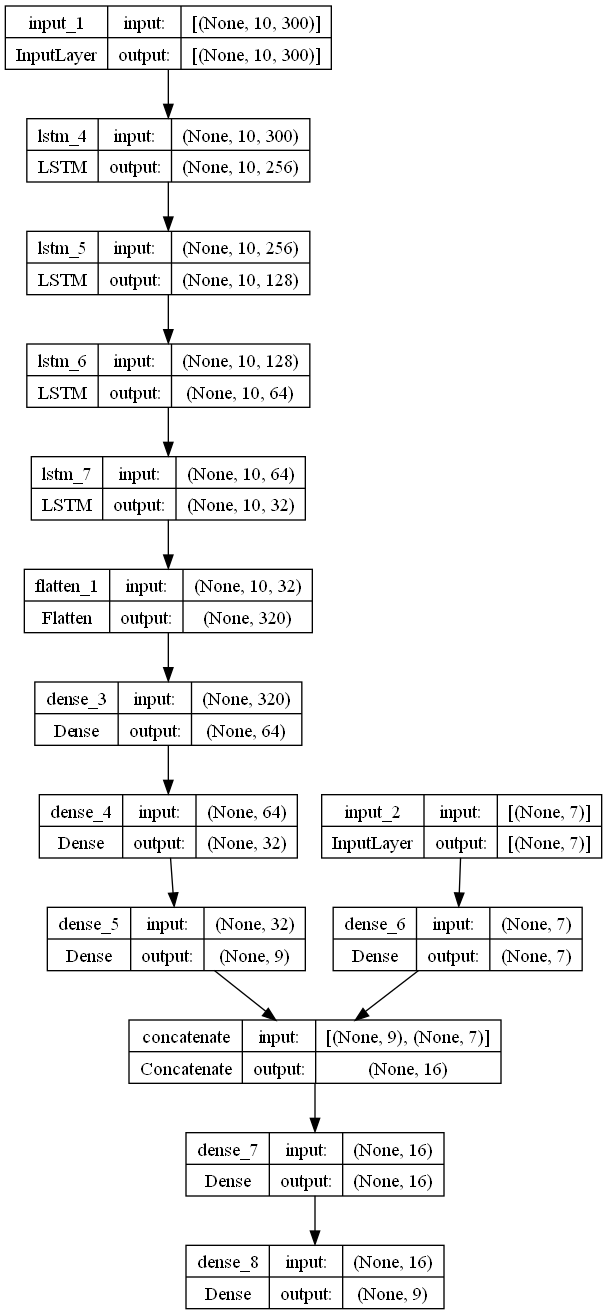 input_1 input: [(None, 10, 300)]
InputLayer output: [(None, 10, 300)]
lstm_4 input: (None, 10, 300)
LSTM output: (None, 10, 256)
lstm_5 input: (None, 10, 256)
LSTM output: (None, 10, 128)
lstm_6 input: (None, 10, 128)
LSTM output: (None, 10, 64)
lstm_7 input: (None, 10, 64)
LSTM output: (None, 10, 32)
flatten_1 input: (None, 10, 32)
Flatten output: (None, 320)
dense_3 input: (None, 320)
Dense output: (None, 64)
dense_4 input: (None, 64)
Dense output: (None, 32)
input_2 input: [(None, 7)]
InputLayer output: [(None, 7)]
dense_5 input: (None, 32)
Dense output: (None, 9)
dense_6 input: (None, 7)
Dense output: (None, 7)
concatenate input: [(None, 9), (None, 7)]
Concatenate output: (None, 16)
dense_7 input: (None, 16)
Dense output: (None, 16)
dense_8 input: (None, 16)
Dense output: (None, 9)